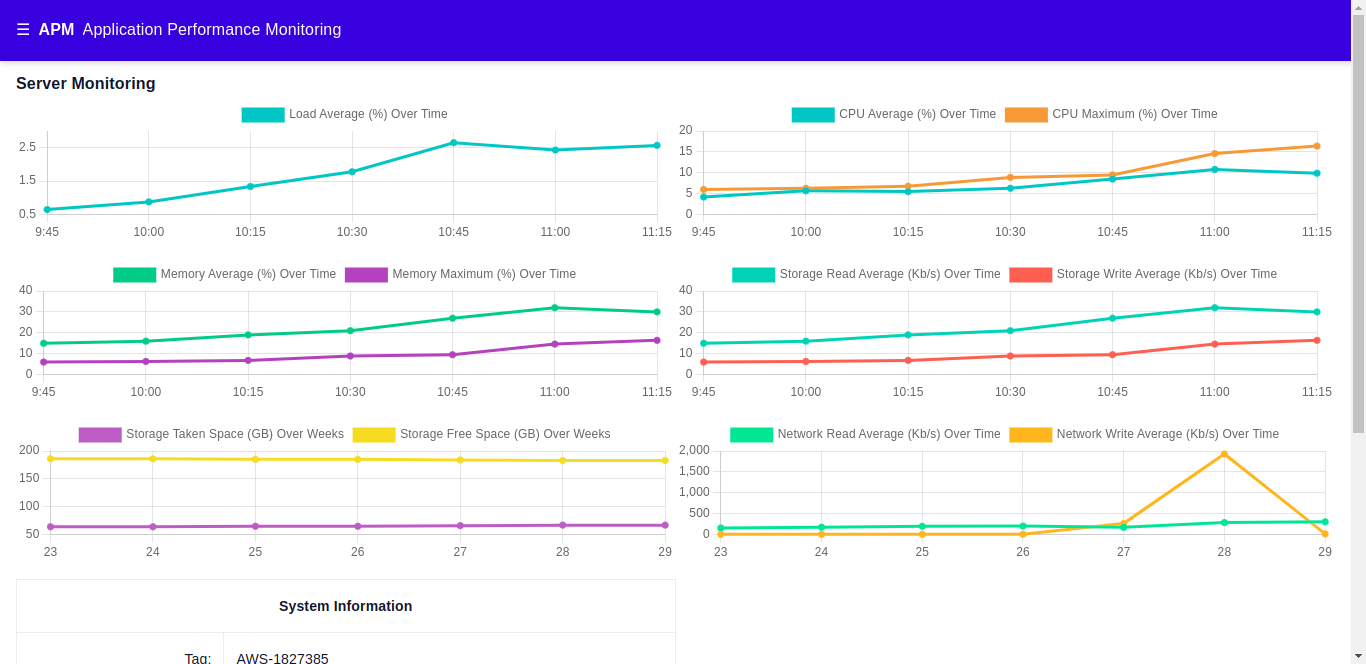 ☰ APM Application Performance Monitoring
Server Monitoring
Load Average (%) Over Time
2.5
1.5
0.5
9:45 10:00 10:15 10:30 10:45 11:00 11:15
CPU Average (%) Over Time CPU Maximum (%) Over Time
20
15
10
5
0
9:45 10:00 10:15 10:30 10:45 11:00 11:15
Memory Average (%) Over Time Memory Maximum (%) Over Time
40
30
20
10
0
9:45 10:00 10:15 10:30 10:45 11:00 11:15
Storage Read Average (Kb/s) Over Time Storage Write Average (Kb/s) Over Time
40
30
20
10
0
9:45 10:00 10:15 10:30 10:45 11:00 11:15
Storage Taken Space (GB) Over Weeks Storage Free Space (GB) Over Weeks
200
150
100
50
23 24 25 26 27 28 29
Network Read Average (Kb/s) Over Time Network Write Average (Kb/s) Over Time
2,000
1,500
1,000
500
0
23 24 25 26 27 28 29
System Information
Tag: AWS-1827385